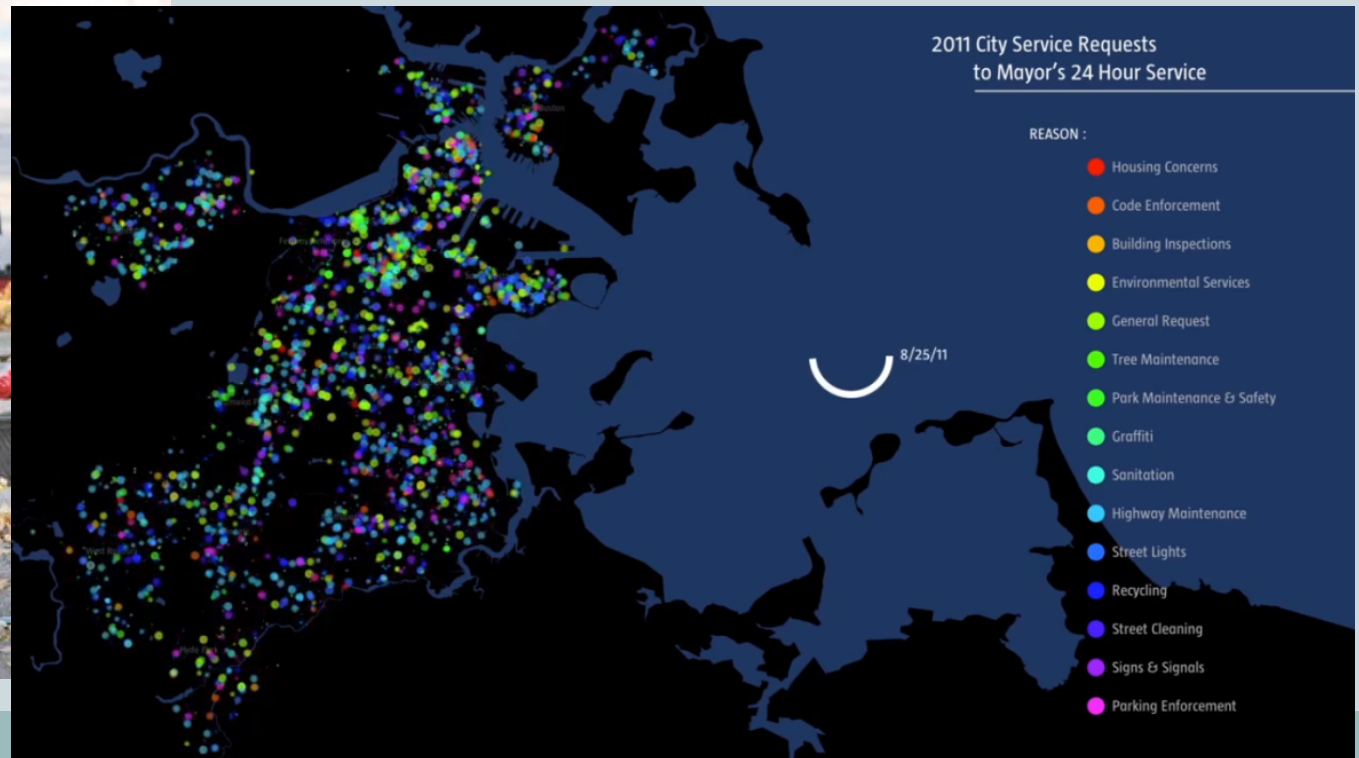 2011 City Service Requests
to Mayor's 24 Hour Service
REASON :
Housing Concerns
Code Enforcement
Building Inspections
Environmental Services
General Request
Tree Maintenance
Park Maintenance & Safety
Graffiti
Sanitation
Highway Maintenance
Street Lights
Recycling
Street Cleaning
Signs & Signals
Parking Enforcement
8/25/11
Hyde Park